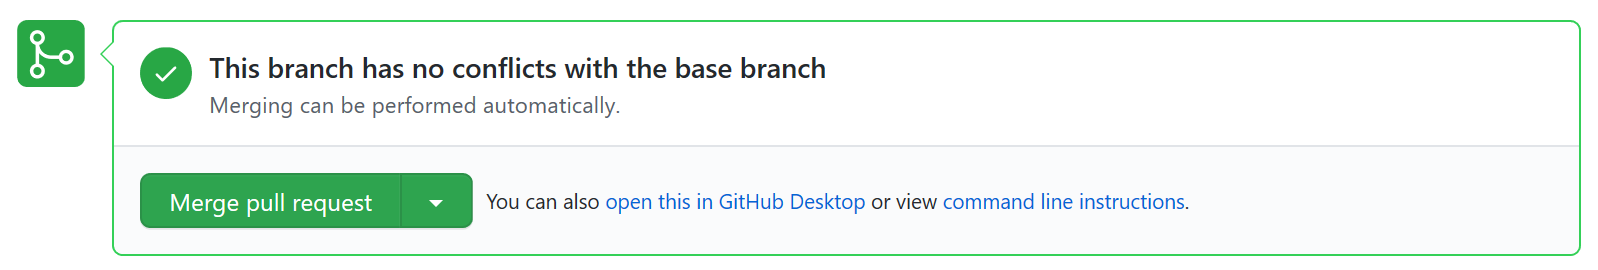 This branch has no conflicts with the base branch
Merging can be performed automatically.
Merge pull request You can also open this in GitHub Desktop or view command line instructions.